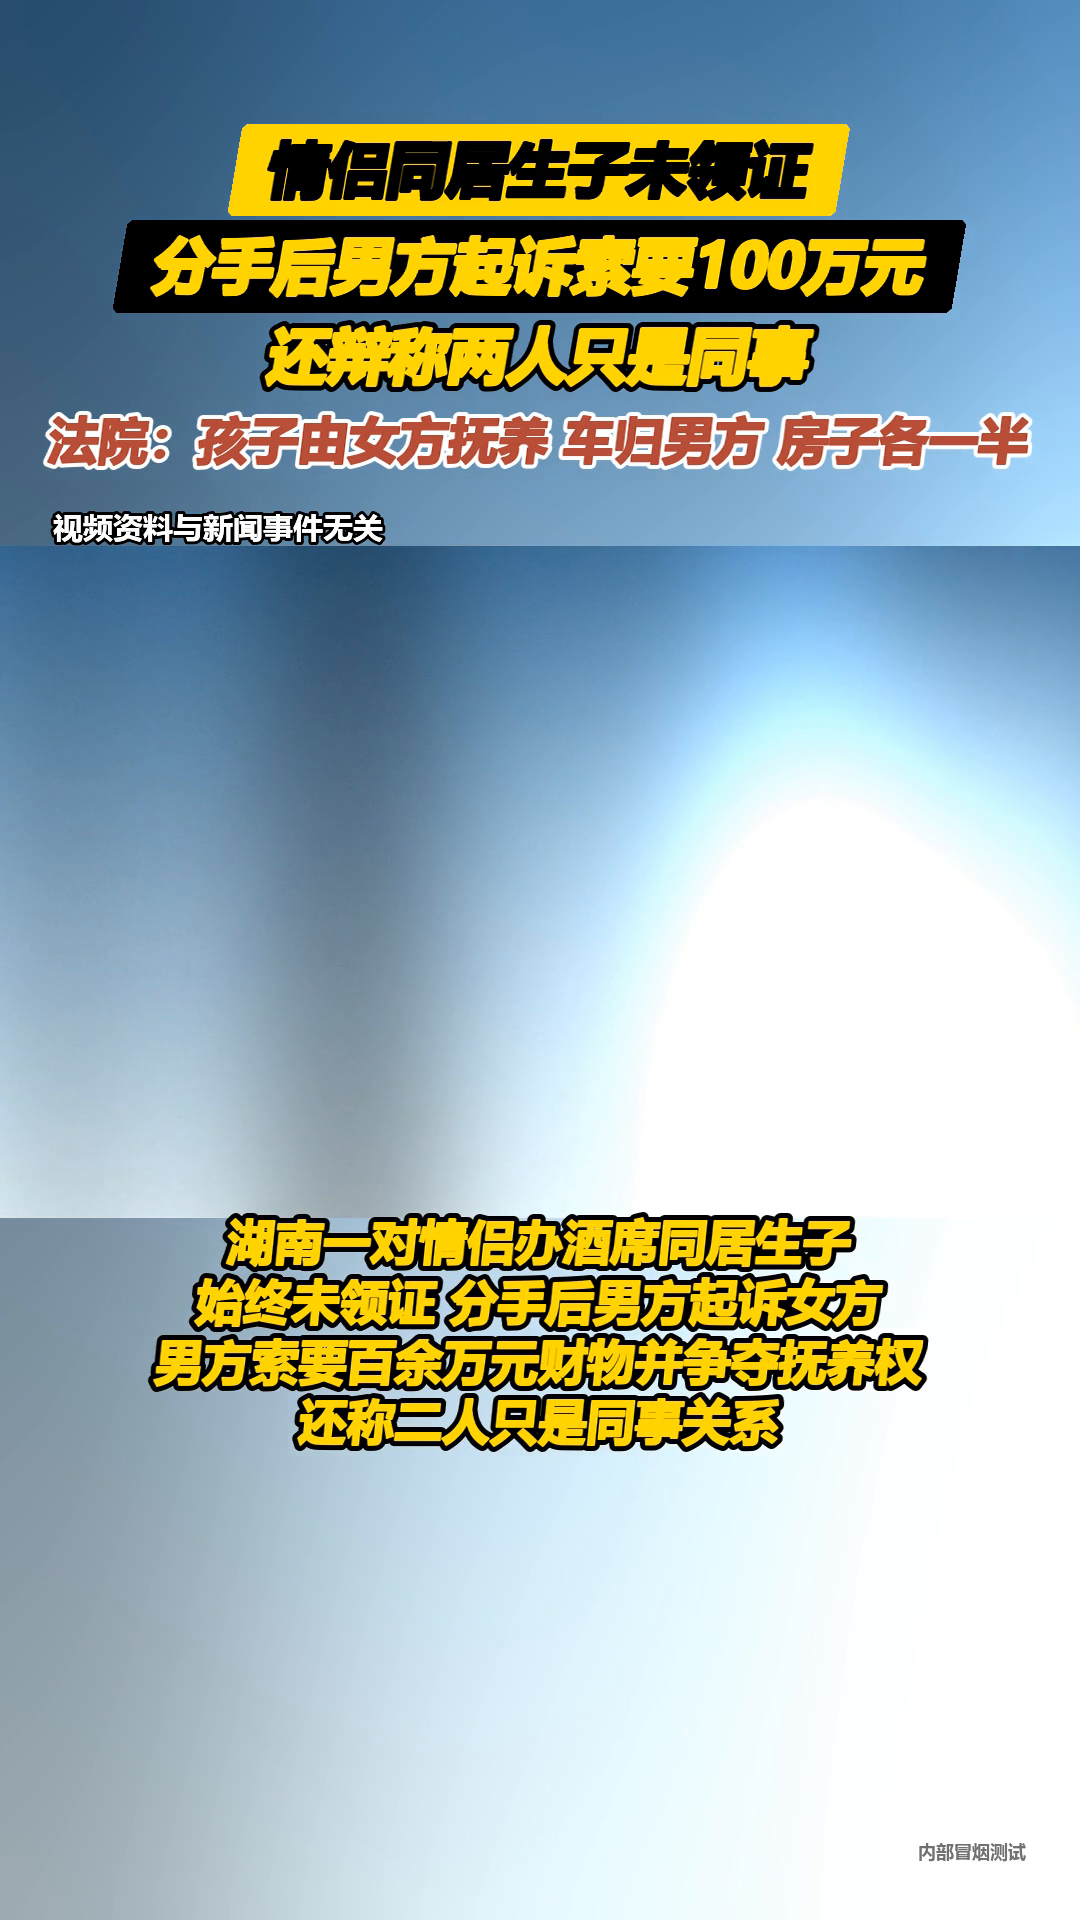 情侣同居生子未领证
分手后男方起诉索要100万元
还辩称两人只是同事
法院：孩子由女方抚养 车归男方 房子各一半
视频资料与新闻事件无关
湖南一对情侣办酒席同居生子
始终未领证 分手后男方起诉女方
男方索要百余万元财物并争夺抚养权
还称二人只是同事关系
内部冒烟测试